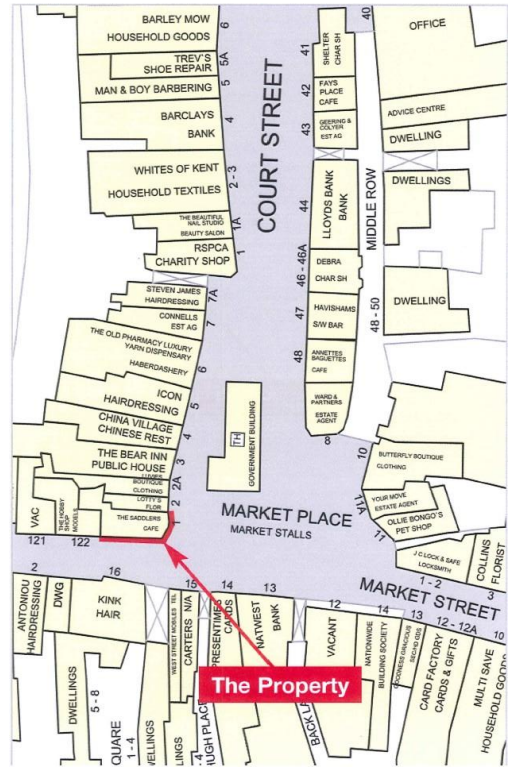 BARLEY MOW
HOUSEHOLD GOODS
6
TREV'S
SHOE REPAIR
5A
MAN & BOY BARBERING
5
BARCLAYS
BANK
4
WHITES OF KENT
HOUSEHOLD TEXTILES
2 - 3
THE BEAUTIFUL
NAIL STUDIO
BEAUTY SALON
1A
RSPCA
CHARITY SHOP
1
STEVEN JAMES
HAIRDRESSING
7A
CONNELLS
EST AG
7
THE OLD PHARMACY LUXURY
YARN DISPENSARY
HABERDASHERY
6
ICON
HAIRDRESSING
5
CHINA VILLAGE
CHINESE REST
4
THE BEAR INN
PUBLIC HOUSE
3
BOUTIQUE
CLOTHING
2A
LOTTY'S
FLOR
2
THE SADDLERS
CAFE
1
VAC
THE HOBBY
SHOP
MODELS
121
122
COURT STREET
40
41
SHELTER
CHAR SH
42
FAYS
PLACE
CAFE
43
GEERING &
COLYER
EST AG
44
LLOYDS BANK
BANK
46 - 46A
DEBRA
CHAR SH
47
HAVISHAMS
S/W BAR
48
ANNETTES
BAGUETTES
CAFE
WARD &
PARTNERS
ESTATE
AGENT
8
MIDDLE ROW
48 - 50
OFFICE
ADVICE CENTRE
DWELLING
DWELLINGS
DWELLING
TH
GOVERNMENT BUILDING
MARKET PLACE
MARKET STALLS
10
BUTTERFLY BOUTIQUE
CLOTHING
11A
YOUR MOVE
ESTATE AGENT
11
OLLIE BONGO'S
PET SHOP
J C LOCK & SAFE
LOCKSMITH
1 - 2
COLLINS
FLORIST
3
MARKET STREET
2
ANTONIOU
HAIRDRESSING
DWG
16
KINK
HAIR
DWELLINGS
5 - 8
QUARE
1 - 4
WELLINGS
15
WEST STREET MOBILES TEL
CARTERS N/A
LINGS
- 4
UGH PLACE
14
PRESENTIMES
CARDS
13
NATWEST
BANK
BACK LA
12
VACANT
14
NATIONWIDE
BUILDING SOCIETY
13
GOODNESS GRACIOUS
12 - 12A
CARD FACTORY
CARDS & GIFTS
10
MULTI SAVE
HOUSEHOLD GOODS
The Property